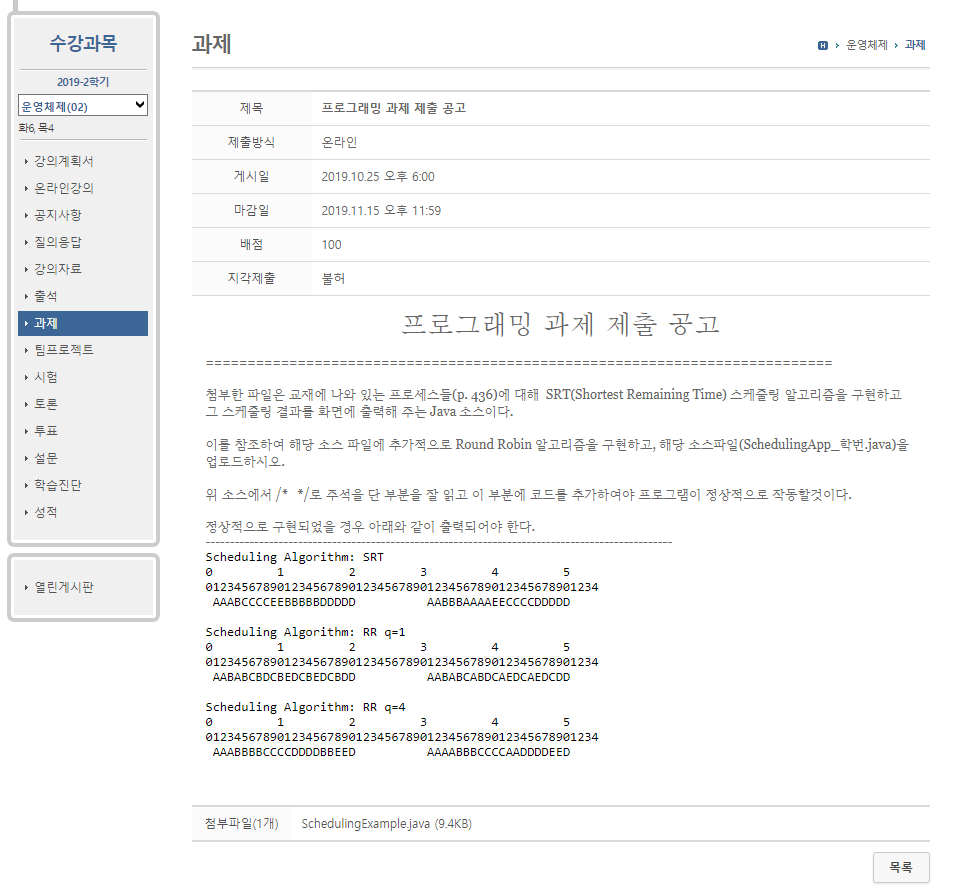 수강과목
2019-2학기
운영체제(02)
화6, 목4
강의계획서
온라인강의
공지사항
질의응답
강의자료
출석
과제
팀프로젝트
시험
토론
투표
설문
학습진단
성적
열린게시판
과제
H > 운영체제 > 과제
제목 프로그래밍 과제 제출 공고
제출방식 온라인
게시일 2019.10.25 오후 6:00
마감일 2019.11.15 오후 11:59
배점 100
지각제출 불허
프로그래밍 과제 제출 공고
===========================================================================
첨부한 파일은 교재에 나와 있는 프로세스들(p. 436)에 대해 SRT(Shortest Remaining Time) 스케줄링 알고리즘을 구현하고
그 스케줄링 결과를 화면에 출력해 주는 Java 소스이다.
이를 참조하여 해당 소스 파일에 추가적으로 Round Robin 알고리즘을 구현하고, 해당 소스파일(SchedulingApp_학번.java)을
업로드하시오.
위 소스에서 /*   */로 주석을 단 부분을 잘 읽고 이 부분에 코드를 추가하여야 프로그램이 정상적으로 작동할것이다.
정상적으로 구현되었을 경우 아래와 같이 출력되어야 한다.
---------------------------------------------------------------------------------------------
Scheduling Algorithm: SRT
0         1         2         3         4         5
0123456789012345678901234567890123456789012345678901234
 AAABCCCCEEBBBBBDDDDD          AABBBAAAAEECCCCDDDDD
Scheduling Algorithm: RR q=1
0         1         2         3         4         5
0123456789012345678901234567890123456789012345678901234
 AABABCBDCBEDCBEDCBDD          AABABCABDCAEDCAEDCDD
Scheduling Algorithm: RR q=4
0         1         2         3         4         5
0123456789012345678901234567890123456789012345678901234
 AAABBBBCCCCDDDDBBEED          AAAABBBCCCCAADDDDEED
첨부파일(1개) SchedulingExample.java (9.4KB)
목록